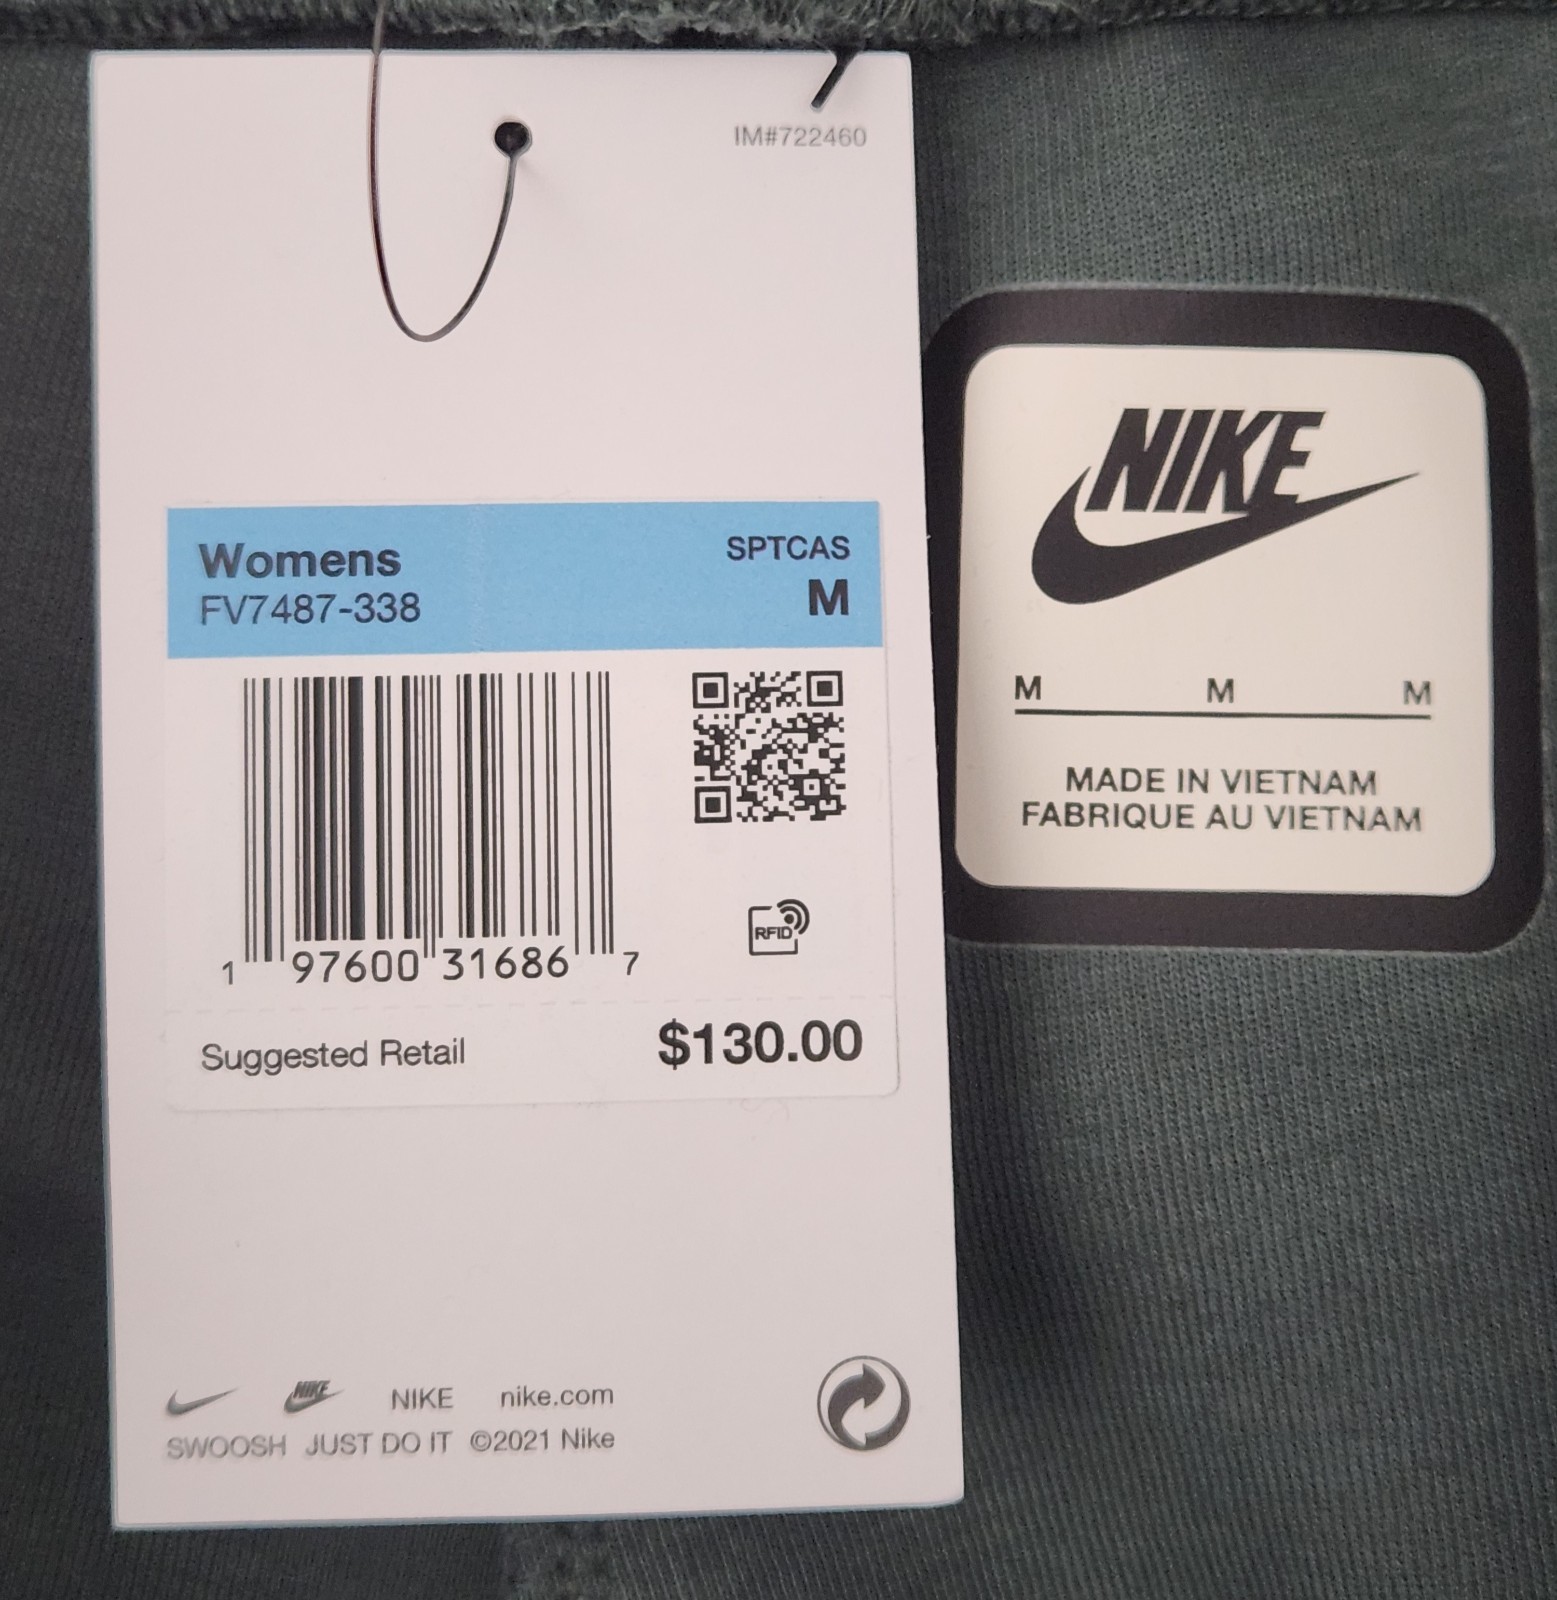 IM#722460
Womens
SPTCAS
FV7487-338
M
RFID
1 97600 31686 7
Suggested Retail $130.00
NIKE NIKE nike.com
SWOOSH JUST DO IT ©2021 Nike
NIKE
M M M
MADE IN VIETNAM
FABRIQUE AU VIETNAM